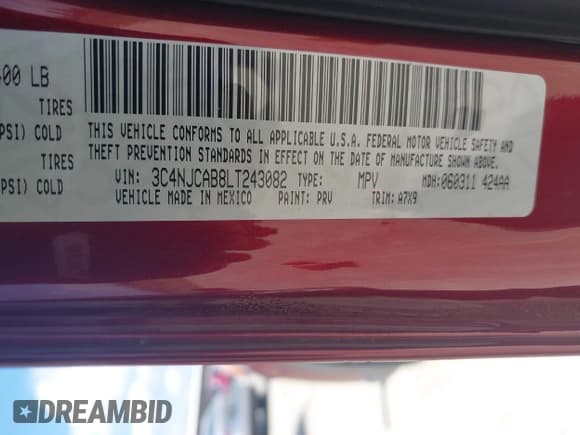 00 LB
TIRES
PSI) COLD
TIRES
PSI) COLD
THIS VEHICLE CONFORMS TO ALL APPLICABLE U.S.A. FEDERAL MOTOR VEHICLE SAFETY AND
THEFT PREVENTION STANDARDS IN EFFECT ON THE DATE OF MANUFACTURE SHOWN ABOVE.
VIN: 3C4NJCAB8LT243082 TYPE: MPV MDH:060311 424AA
VEHICLE MADE IN MEXICO PAINT: PRV TRIM: A7X9
DREAMBID